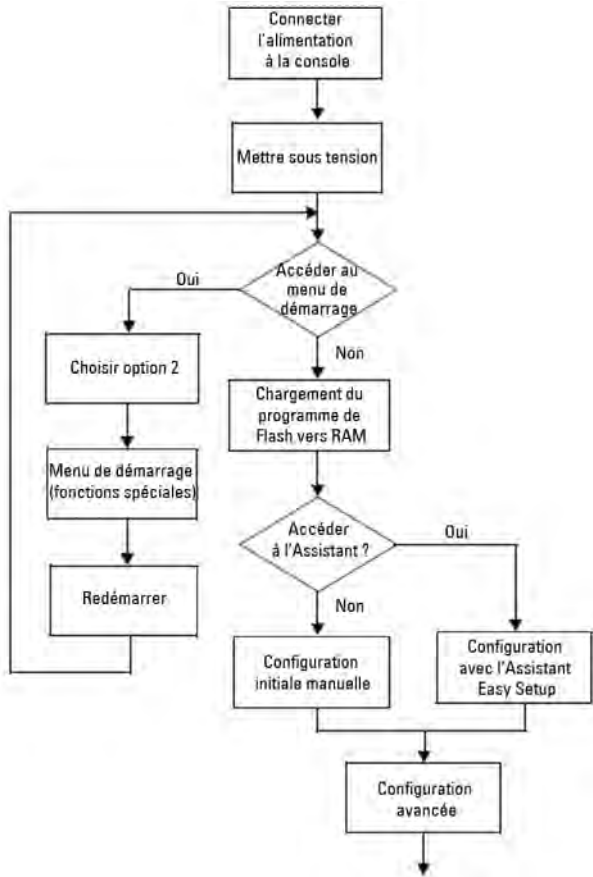 Connecter
l'alimentation
à la console
Mettre sous tension
Accéder au
menu de
démarrage
Oui
Non
Choisir option 2
Chargement du
programme de
Flash vers RAM
Menu de démarrage
(fonctions spéciales)
Accéder
à l'Assistant ?
Oui
Non
Redémarrer
Configuration
initiale manuelle
Configuration
avec l'Assistant
Easy Setup
Configuration
avancée